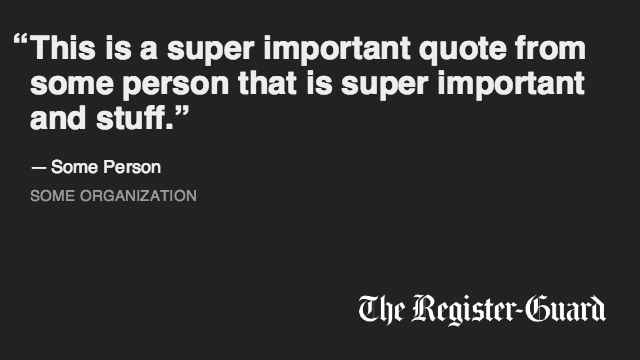 “This is a super important quote from
some person that is super important
and stuff.”
— Some Person
SOME ORGANIZATION
The Register-Guard